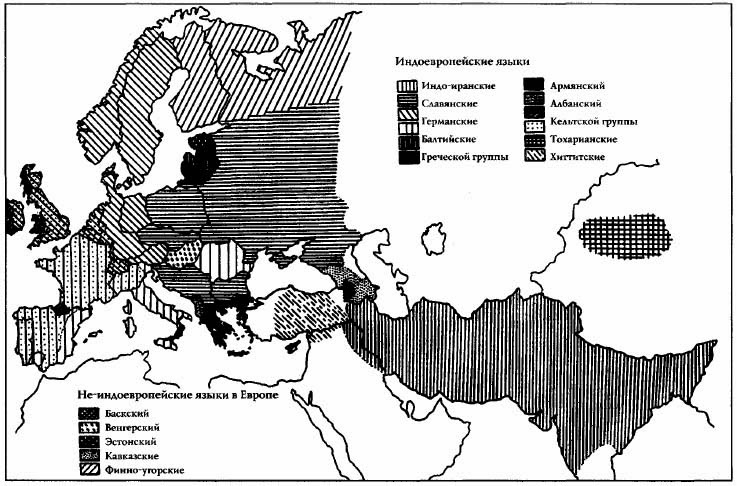 Индоевропейские языки
Индо-иранские
Славянские
Германские
Балтийские
Греческой группы
Армянский
Албанский
Кельтской группы
Тохарианские
Хиттитские
Не-индоевропейские языки в Европе
Баскский
Венгерский
Эстонский
Кавказские
Финно-угорские